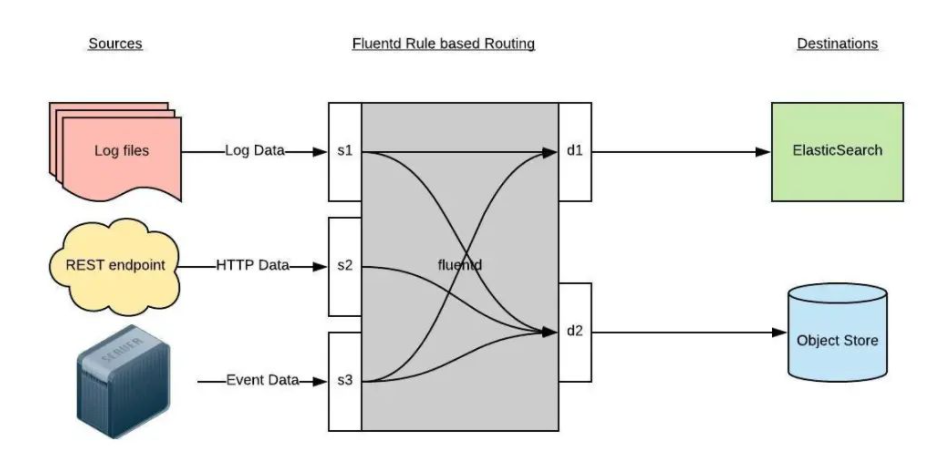 Sources
Fluentd Rule based Routing
Destinations
Log files
Log Data
s1
d1
ElasticSearch
REST endpoint
HTTP Data
s2
fluentd
d2
Object Store
SERVER
Event Data
s3